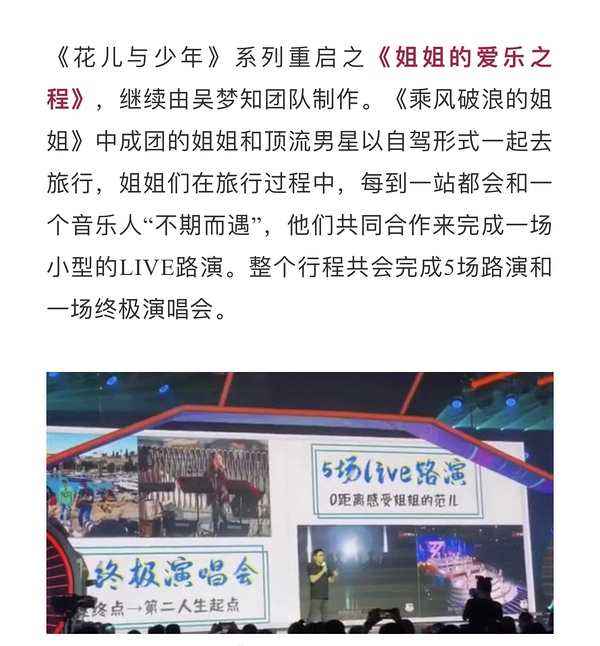 《花儿与少年》系列重启之《姐姐的爱乐之
程》，继续由吴梦知团队制作。《乘风破浪的姐
姐》中成团的姐姐和顶流男星以自驾形式一起去
旅行，姐姐们在旅行过程中，每到一站都会和一
个音乐人“不期而遇”，他们共同合作来完成一场
小型的LIVE路演。整个行程共会完成5场路演和
一场终极演唱会。
5场live路演
0距离感受姐姐的范儿
终极演唱会
终点→第二人生起点